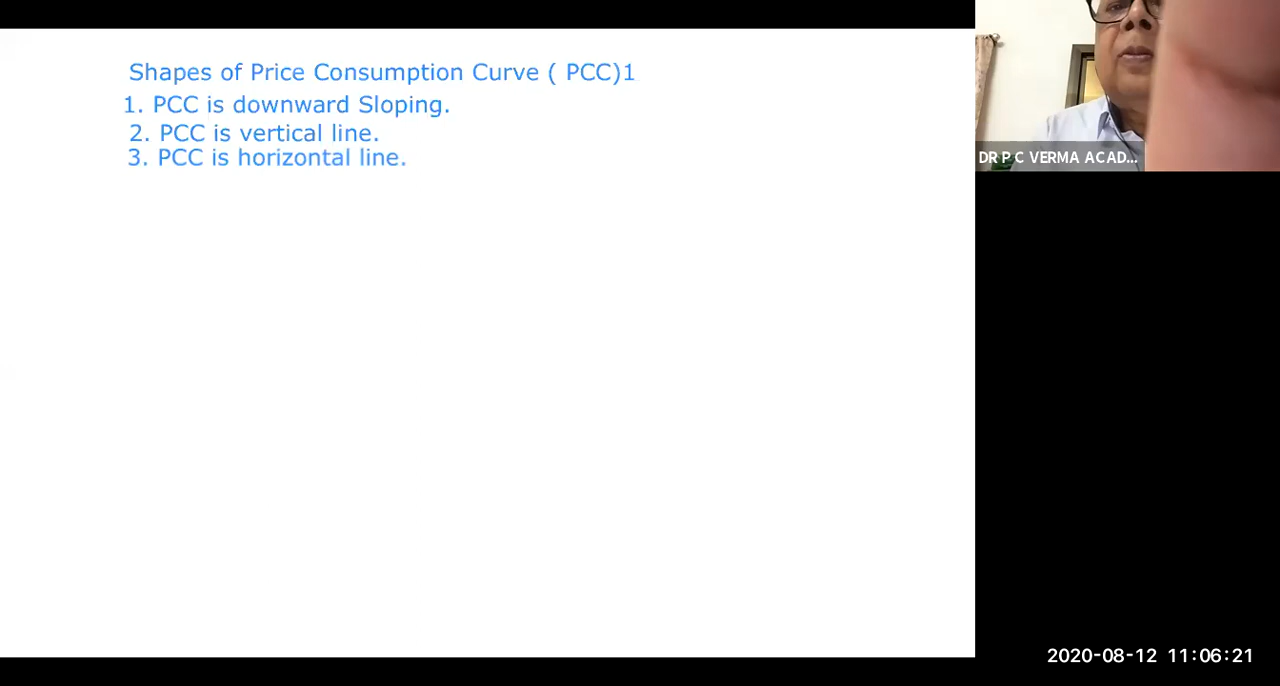 Shapes of Price Consumption Curve ( PCC)1
1. PCC is downward Sloping.
2. PCC is vertical line.
3. PCC is horizontal line.
DR P C VERMA ACAD...
2020-08-12 11:06:21